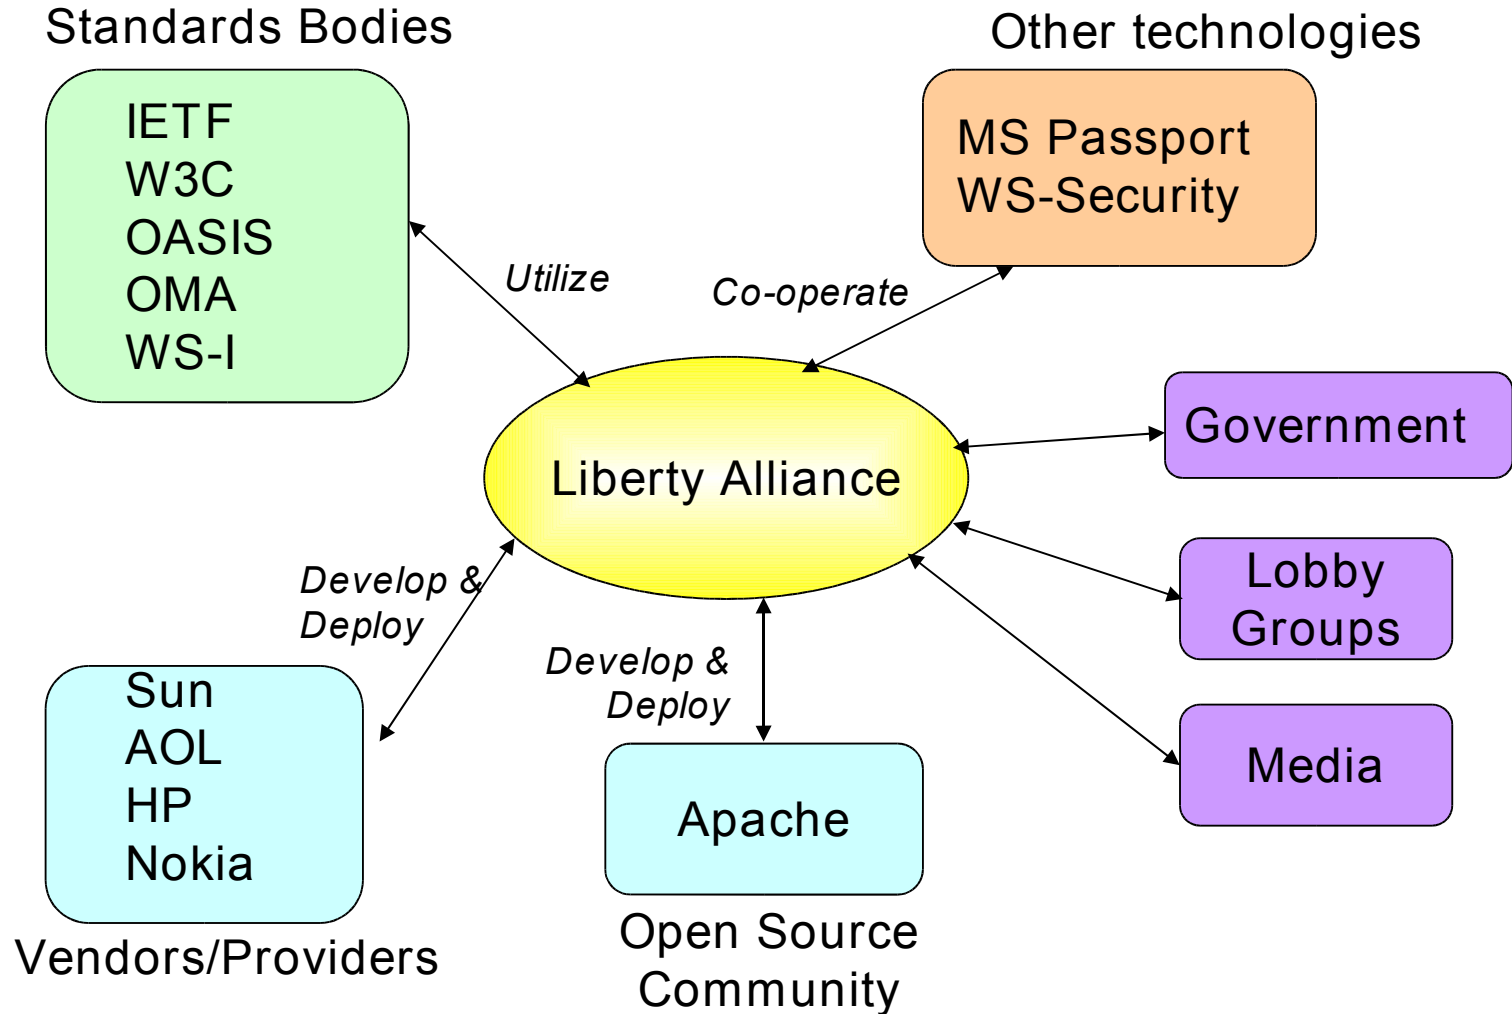 Standards Bodies
IETF
W3C
OASIS
OMA
WS-I
Other technologies
MS Passport
WS-Security
Utilize
Co-operate
Liberty Alliance
Government
Lobby
Groups
Media
Develop &
Deploy
Sun
AOL
HP
Nokia
Vendors/Providers
Develop &
Deploy
Apache
Open Source
Community